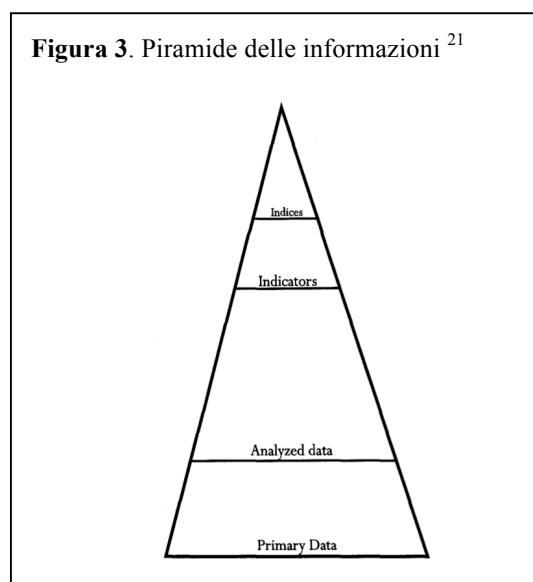 Figura 3. Piramide delle informazioni 21
Indices
Indicators
Analyzed data
Primary Data